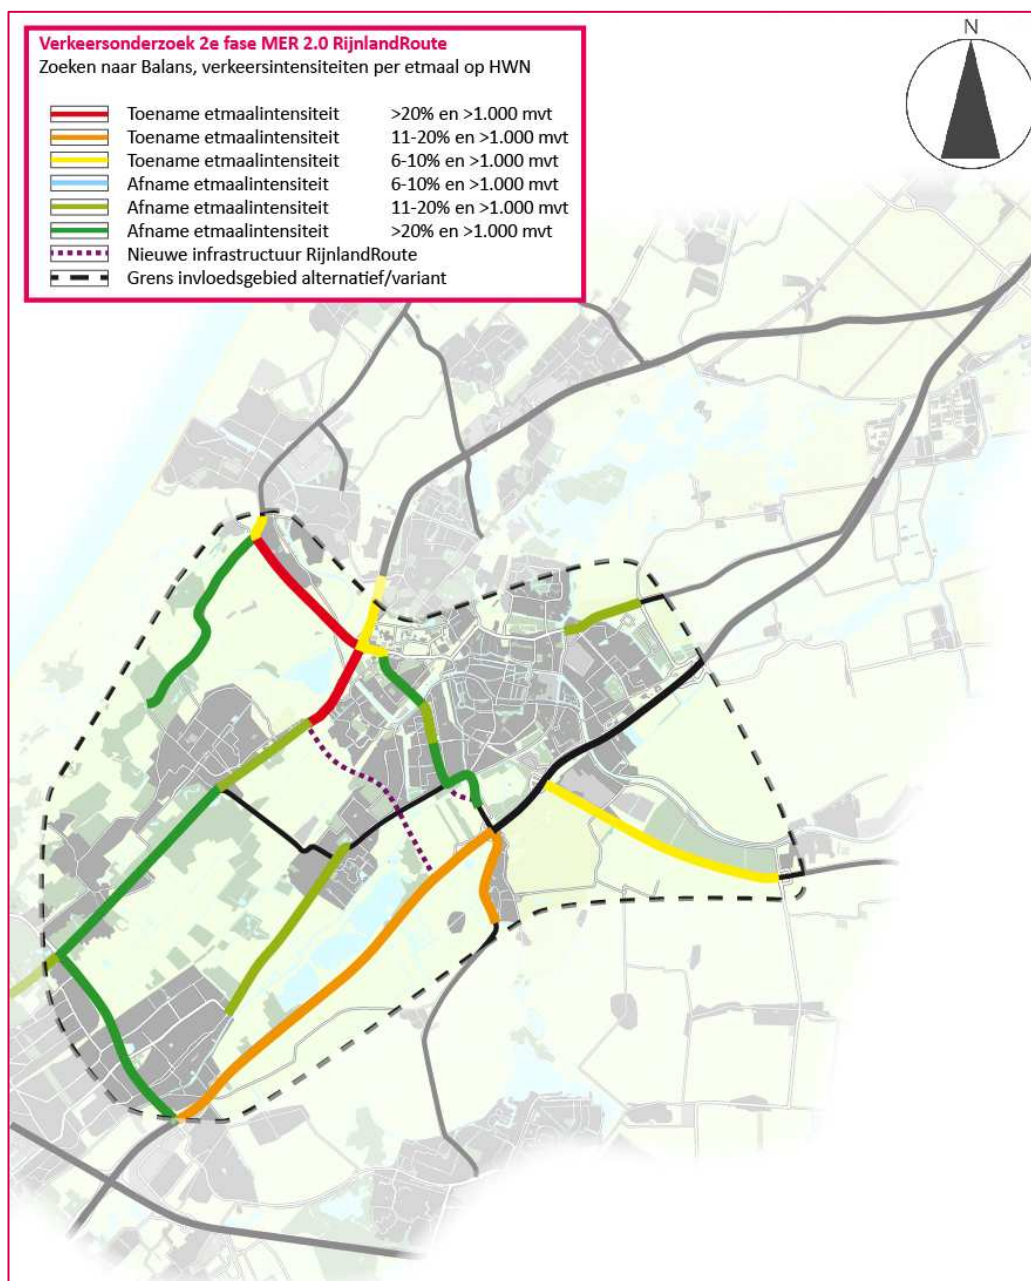 Verkeersonderzoek 2e fase MER 2.0 RijnlandRoute
Zoeken naar Balans, verkeersintensiteiten per etmaal op HWN
Toename etmaalintensiteit >20% en >1.000 mvt
Toename etmaalintensiteit 11-20% en >1.000 mvt
Toename etmaalintensiteit 6-10% en >1.000 mvt
Afname etmaalintensiteit 6-10% en >1.000 mvt
Afname etmaalintensiteit 11-20% en >1.000 mvt
Afname etmaalintensiteit >20% en >1.000 mvt
Nieuwe infrastructuur RijnlandRoute
Grens invloedsgebied alternatief/variant
N